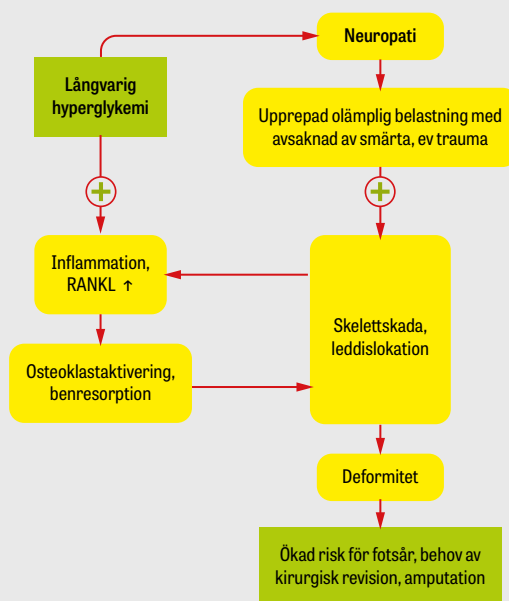 Neuropati
Långvarig
hyperglykemi
Upprepad olämplig belastning med
avsaknad av smärta, ev trauma
+
+
Inflammation,
RANKL ↑
Skelettskada,
leddislokation
Osteoklastaktivering,
benresorption
Deformitet
Ökad risk för fotsår, behov av
kirurgisk revision, amputation